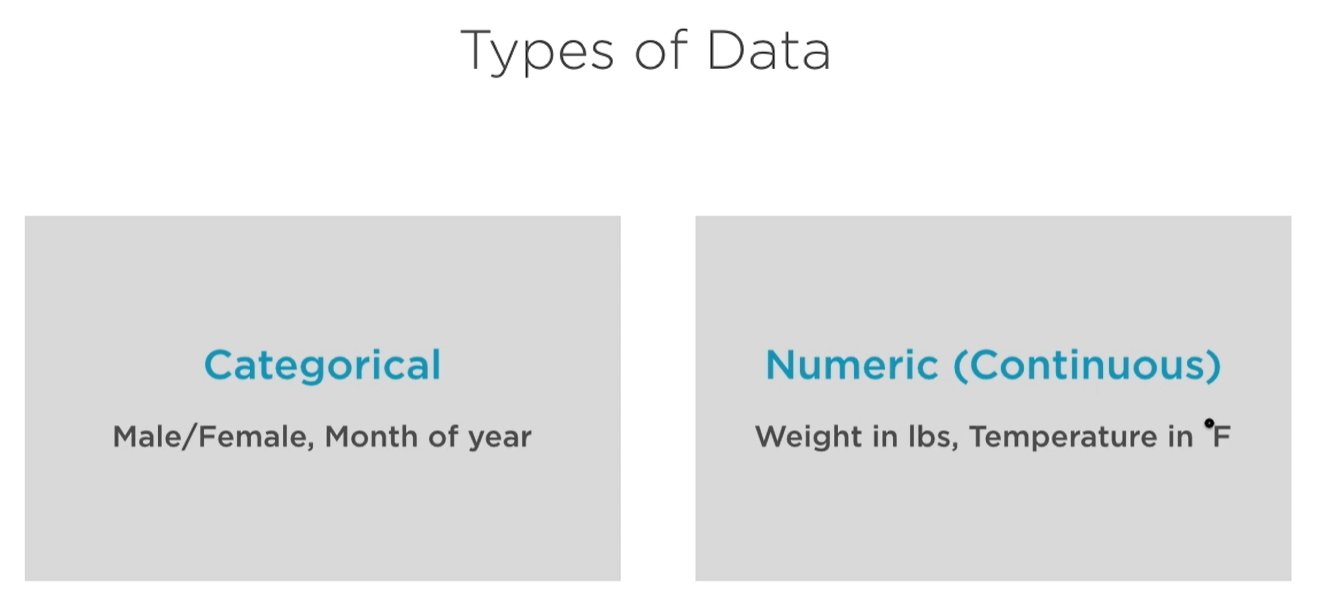 Types of Data
Categorical
Male/Female, Month of year
Numeric (Continuous)
Weight in lbs, Temperature in °F